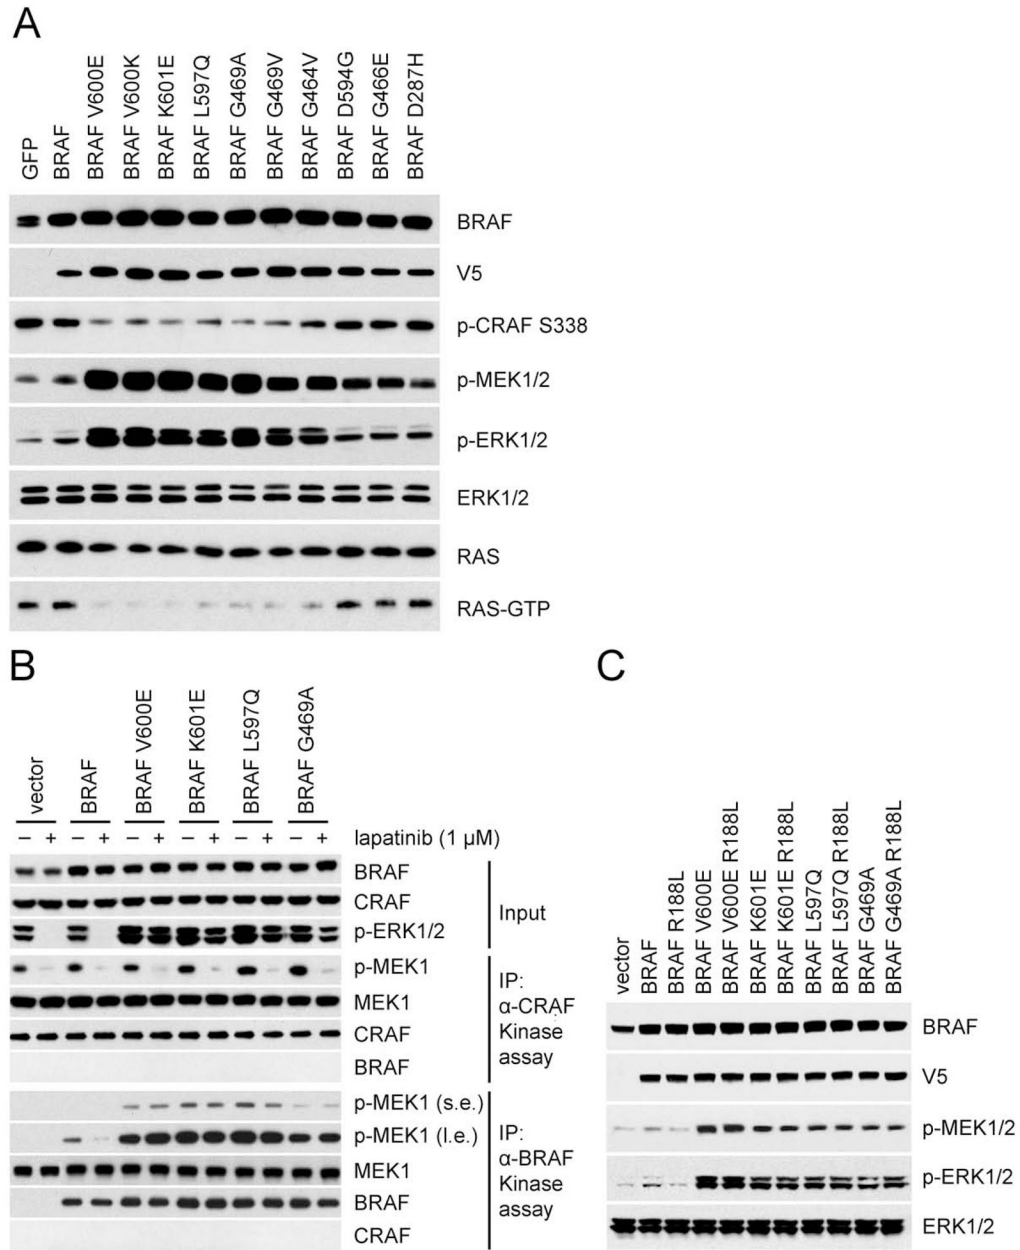 A
GFP
BRAF
BRAF V600E
BRAF V600K
BRAF K601E
BRAF L597Q
BRAF G469A
BRAF G469V
BRAF G464V
BRAF D594G
BRAF G466E
BRAF D287H
BRAF
V5
p-CRAF S338
p-MEK1/2
p-ERK1/2
ERK1/2
RAS
RAS-GTP
B
vector
BRAF
BRAF V600E
BRAF K601E
BRAF L597Q
BRAF G469A
– + – + – + – + – + – + lapatinib (1 µM)
BRAF
CRAF
p-ERK1/2
Input
p-MEK1
MEK1
CRAF
BRAF
IP:
α-CRAF
Kinase
assay
p-MEK1 (s.e.)
p-MEK1 (l.e.)
MEK1
BRAF
CRAF
IP:
α-BRAF
Kinase
assay
C
vector
BRAF
BRAF R188L
BRAF V600E
BRAF V600E R188L
BRAF K601E
BRAF K601E R188L
BRAF L597Q
BRAF L597Q R188L
BRAF G469A
BRAF G469A R188L
BRAF
V5
p-MEK1/2
p-ERK1/2
ERK1/2